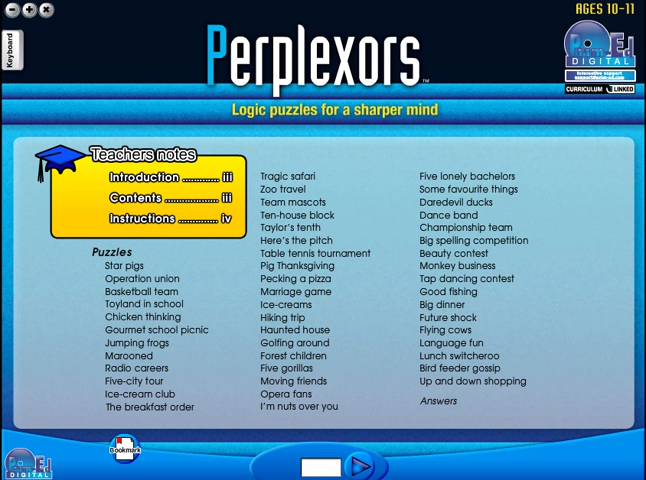 AGES 10-11
Keyboard
Perplexors
™
Prim-Ed
DIGITAL
CURRICULUM LINKED
Logic puzzles for a sharper mind
Teachers notes
Introduction ............ iii
Contents .................. iii
Instructions .............. iv
Puzzles
Star pigs
Operation union
Basketball team
Toyland in school
Chicken thinking
Gourmet school picnic
Jumping frogs
Marooned
Radio careers
Five-city tour
Ice-cream club
The breakfast order
Tragic safari
Zoo travel
Team mascots
Ten-house block
Taylor's tenth
Here's the pitch
Table tennis tournament
Pig Thanksgiving
Pecking a pizza
Marriage game
Ice-creams
Hiking trip
Haunted house
Golfing around
Forest children
Five gorillas
Moving friends
Opera fans
I'm nuts over you
Five lonely bachelors
Some favourite things
Daredevil ducks
Dance band
Championship team
Big spelling competition
Beauty contest
Monkey business
Tap dancing contest
Good fishing
Big dinner
Future shock
Flying cows
Language fun
Lunch switcheroo
Bird feeder gossip
Up and down shopping
Answers
Bookmark
Prim-Ed
DIGITAL